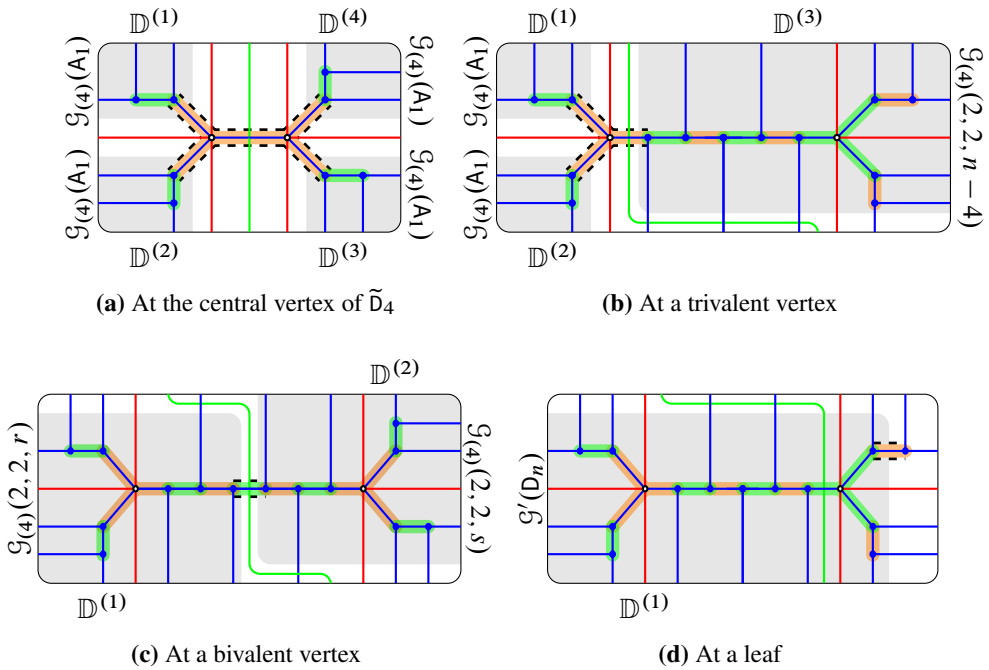 𝔻⁽¹⁾
𝔻⁽⁴⁾
𝒢₍₄₎(A₁)
𝒢₍₄₎(A₁)
𝒢₍₄₎(A₁)
𝒢₍₄₎(A₁)
𝔻⁽²⁾
𝔻⁽³⁾
(a) At the central vertex of D̃₄
𝔻⁽¹⁾
𝔻⁽³⁾
𝒢₍₄₎(A₁)
𝒢₍₄₎(A₁)
𝒢₍₄₎(2, 2, n − 4)
𝔻⁽²⁾
(b) At a trivalent vertex
𝔻⁽²⁾
𝒢₍₄₎(2, 2, r)
𝒢₍₄₎(2, 2, s)
𝔻⁽¹⁾
(c) At a bivalent vertex
𝒢′(Dₙ)
𝔻⁽¹⁾
(d) At a leaf